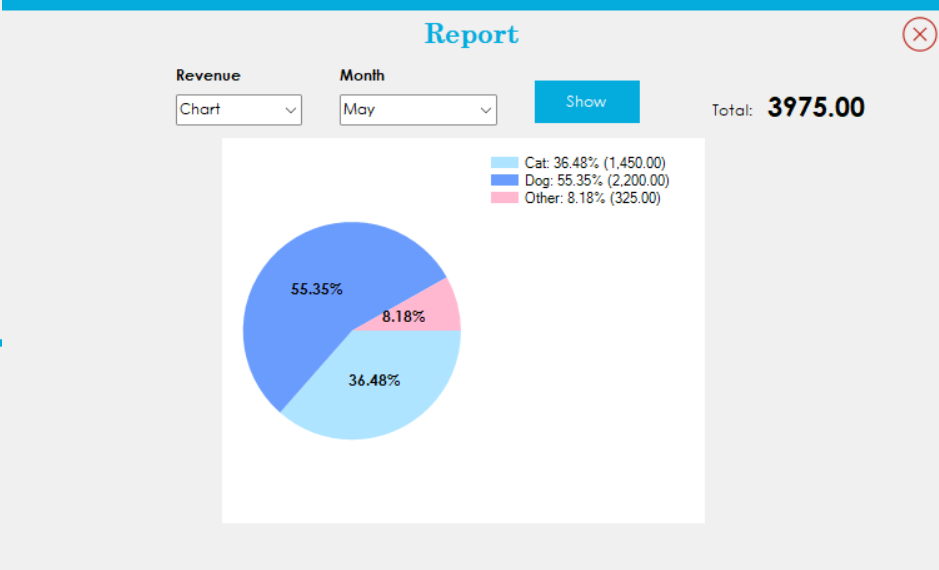 Report
Revenue
Month
Chart
May
Show
Total: 3975.00
Cat: 36.48% (1,450.00)
Dog: 55.35% (2,200.00)
Other: 8.18% (325.00)
55.35%
8.18%
36.48%